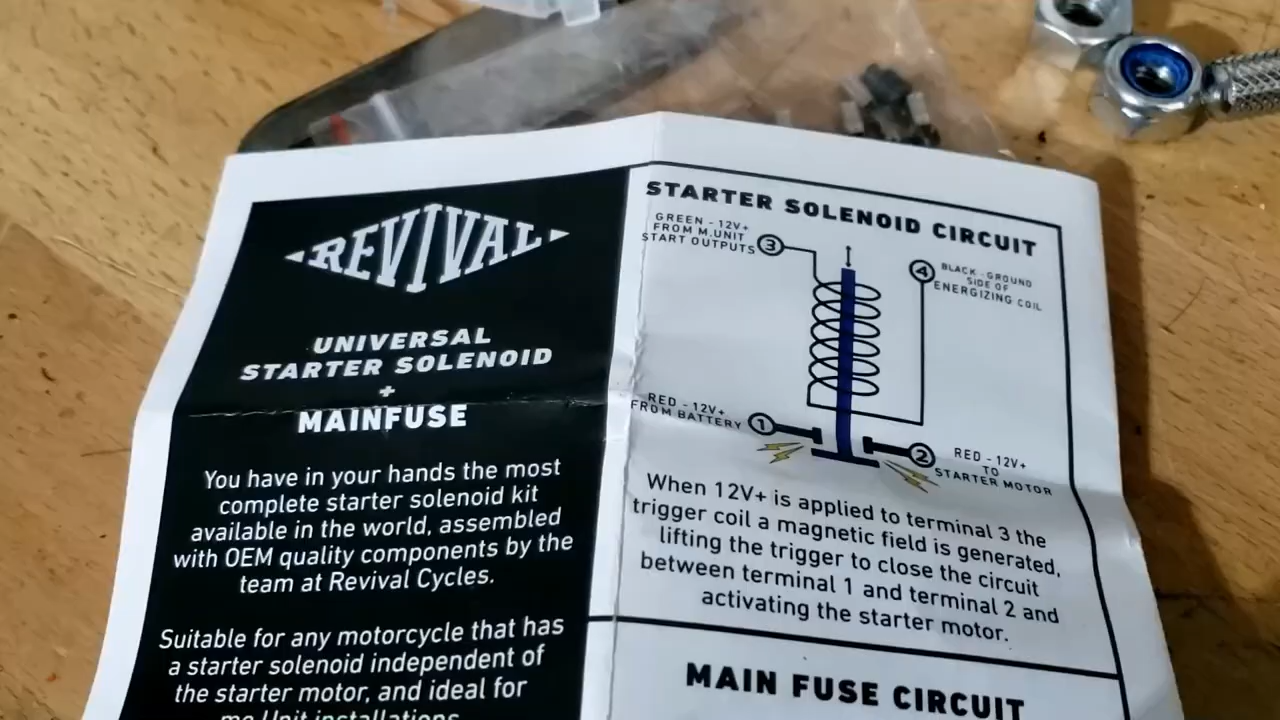 REVIVAL
UNIVERSAL
STARTER SOLENOID
+
MAINFUSE
You have in your hands the most
complete starter solenoid kit
available in the world, assembled
with OEM quality components by the
team at Revival Cycles.
Suitable for any motorcycle that has
a starter solenoid independent of
the starter motor, and ideal for
mo.Unit installations.
STARTER SOLENOID CIRCUIT
GREEN - 12V+
FROM M.UNIT
START OUTPUTS
3
4
BLACK - GROUND
SIDE OF
ENERGIZING COIL
RED - 12V+
FROM BATTERY
1
2
RED - 12V+
TO
STARTER MOTOR
When 12V+ is applied to terminal 3 the
trigger coil a magnetic field is generated,
lifting the trigger to close the circuit
between terminal 1 and terminal 2 and
activating the starter motor.
MAIN FUSE CIRCUIT